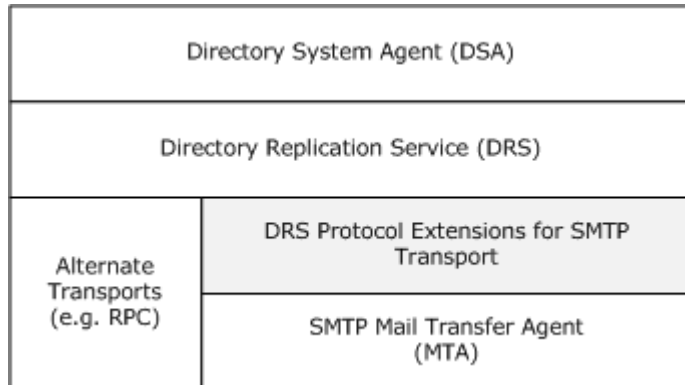 Directory System Agent (DSA)
Directory Replication Service (DRS)
DRS Protocol Extensions for SMTP
Transport
Alternate
Transports
(e.g. RPC)
SMTP Mail Transfer Agent
(MTA)